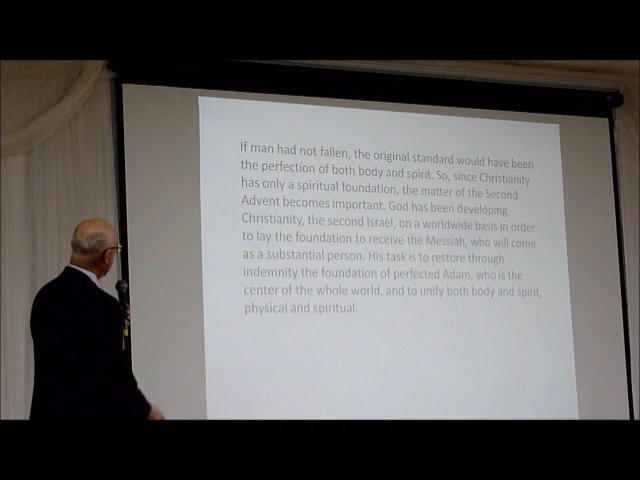 If man had not fallen, the original standard would have been
the perfection of both body and spirit. So, since Christianity
has only a spiritual foundation, the matter of the Second
Advent becomes important. God has been developing
Christianity, the second Israel, on a worldwide basis in order
to lay the foundation to receive the Messiah, who will come
as a substantial person. His task is to restore through
indemnity the foundation of perfected Adam, who is the
center of the whole world, and to unify both body and spirit,
physical and spiritual.